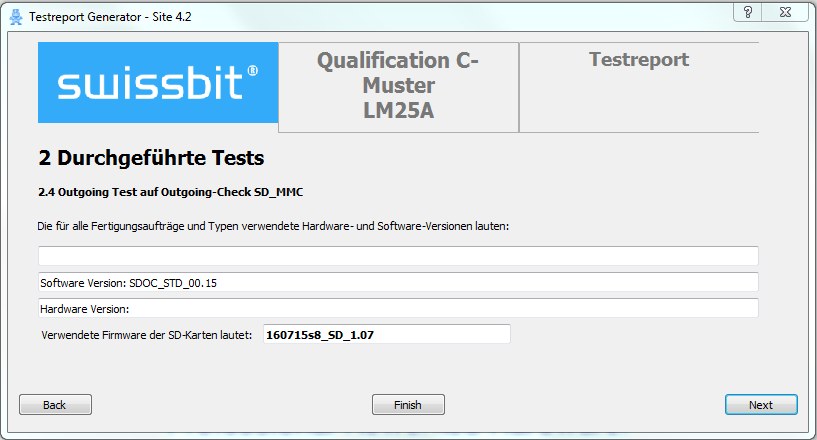 Testreport Generator - Site 4.2
?
swissbit®
Qualification C-
Muster
LM25A
Testreport
2 Durchgeführte Tests
2.4 Outgoing Test auf Outgoing-Check SD_MMC
Die für alle Fertigungsaufträge und Typen verwendete Hardware- und Software-Versionen lauten:
Software Version: SDOC_STD_00.15
Hardware Version:
Verwendete Firmware der SD-Karten lautet: 160715s8_SD_1.07
Back
Finish
Next